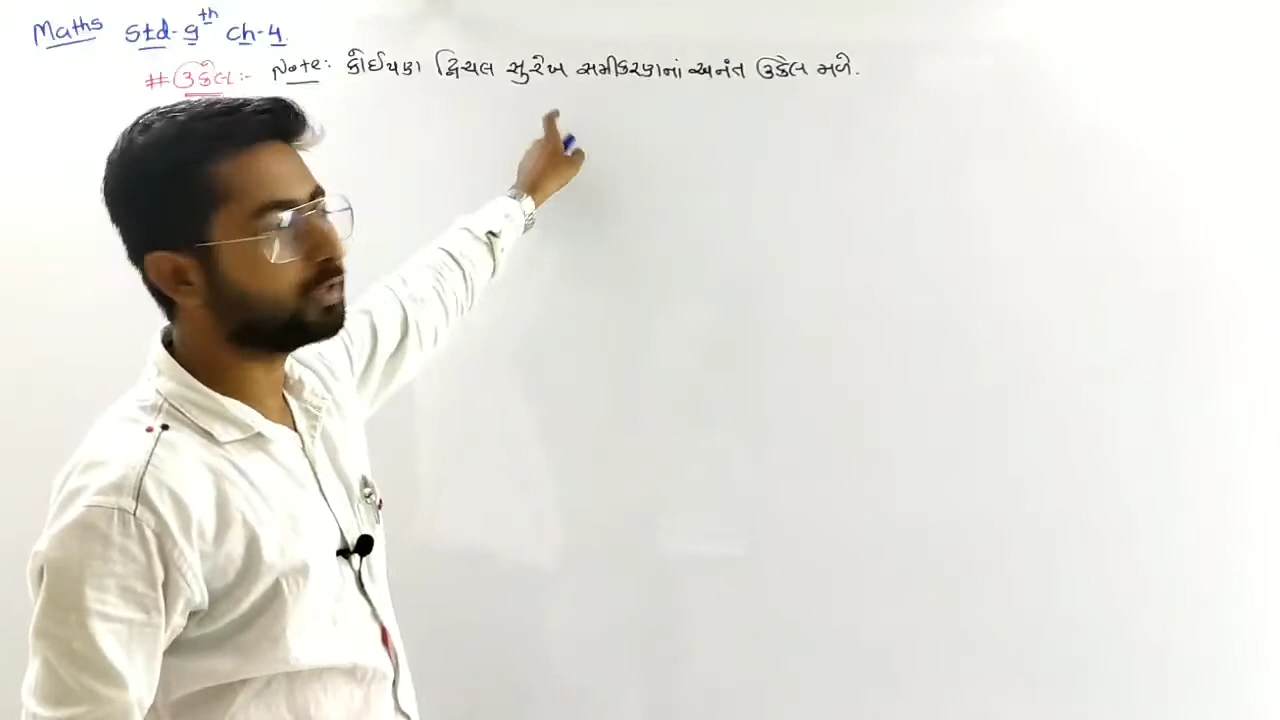 Maths Std-9th ch-4.
# ઉકેલ :- Note: કોઈપણ દ્વિચલ સુરેખ સમીકરણનાં અનંત ઉકેલ મળે.